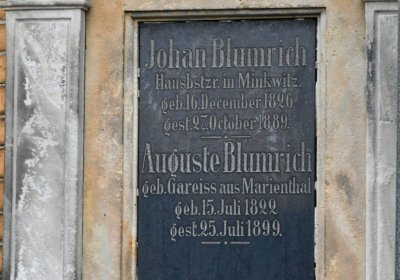 Johan Blumrich
Hausbstzr. in Minkwitz.
geb. 16. December 1826
gest. 27. October 1889.
Auguste Blumrich
geb. Gareiss aus Marienthal
geb. 15. Juli 1822
gest. 25. Juli 1899.